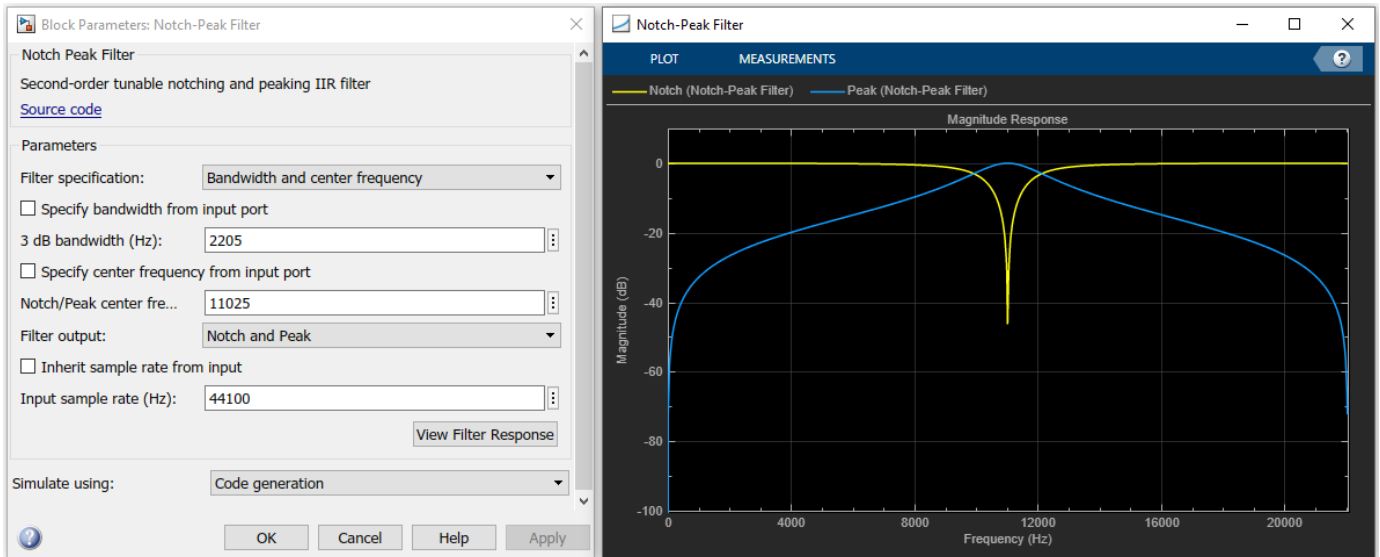 Block Parameters: Notch-Peak Filter
Notch Peak Filter
Second-order tunable notching and peaking IIR filter
Source code
Parameters
Filter specification: Bandwidth and center frequency
Specify bandwidth from input port
3 dB bandwidth (Hz): 2205
Specify center frequency from input port
Notch/Peak center fre... 11025
Filter output: Notch and Peak
Inherit sample rate from input
Input sample rate (Hz): 44100
View Filter Response
Simulate using: Code generation
OK Cancel Help Apply
Notch-Peak Filter
PLOT MEASUREMENTS
Notch (Notch-Peak Filter) Peak (Notch-Peak Filter)
Magnitude Response
0
-20
-40
-60
-80
-100
Magnitude (dB)
0 4000 8000 12000 16000 20000
Frequency (Hz)